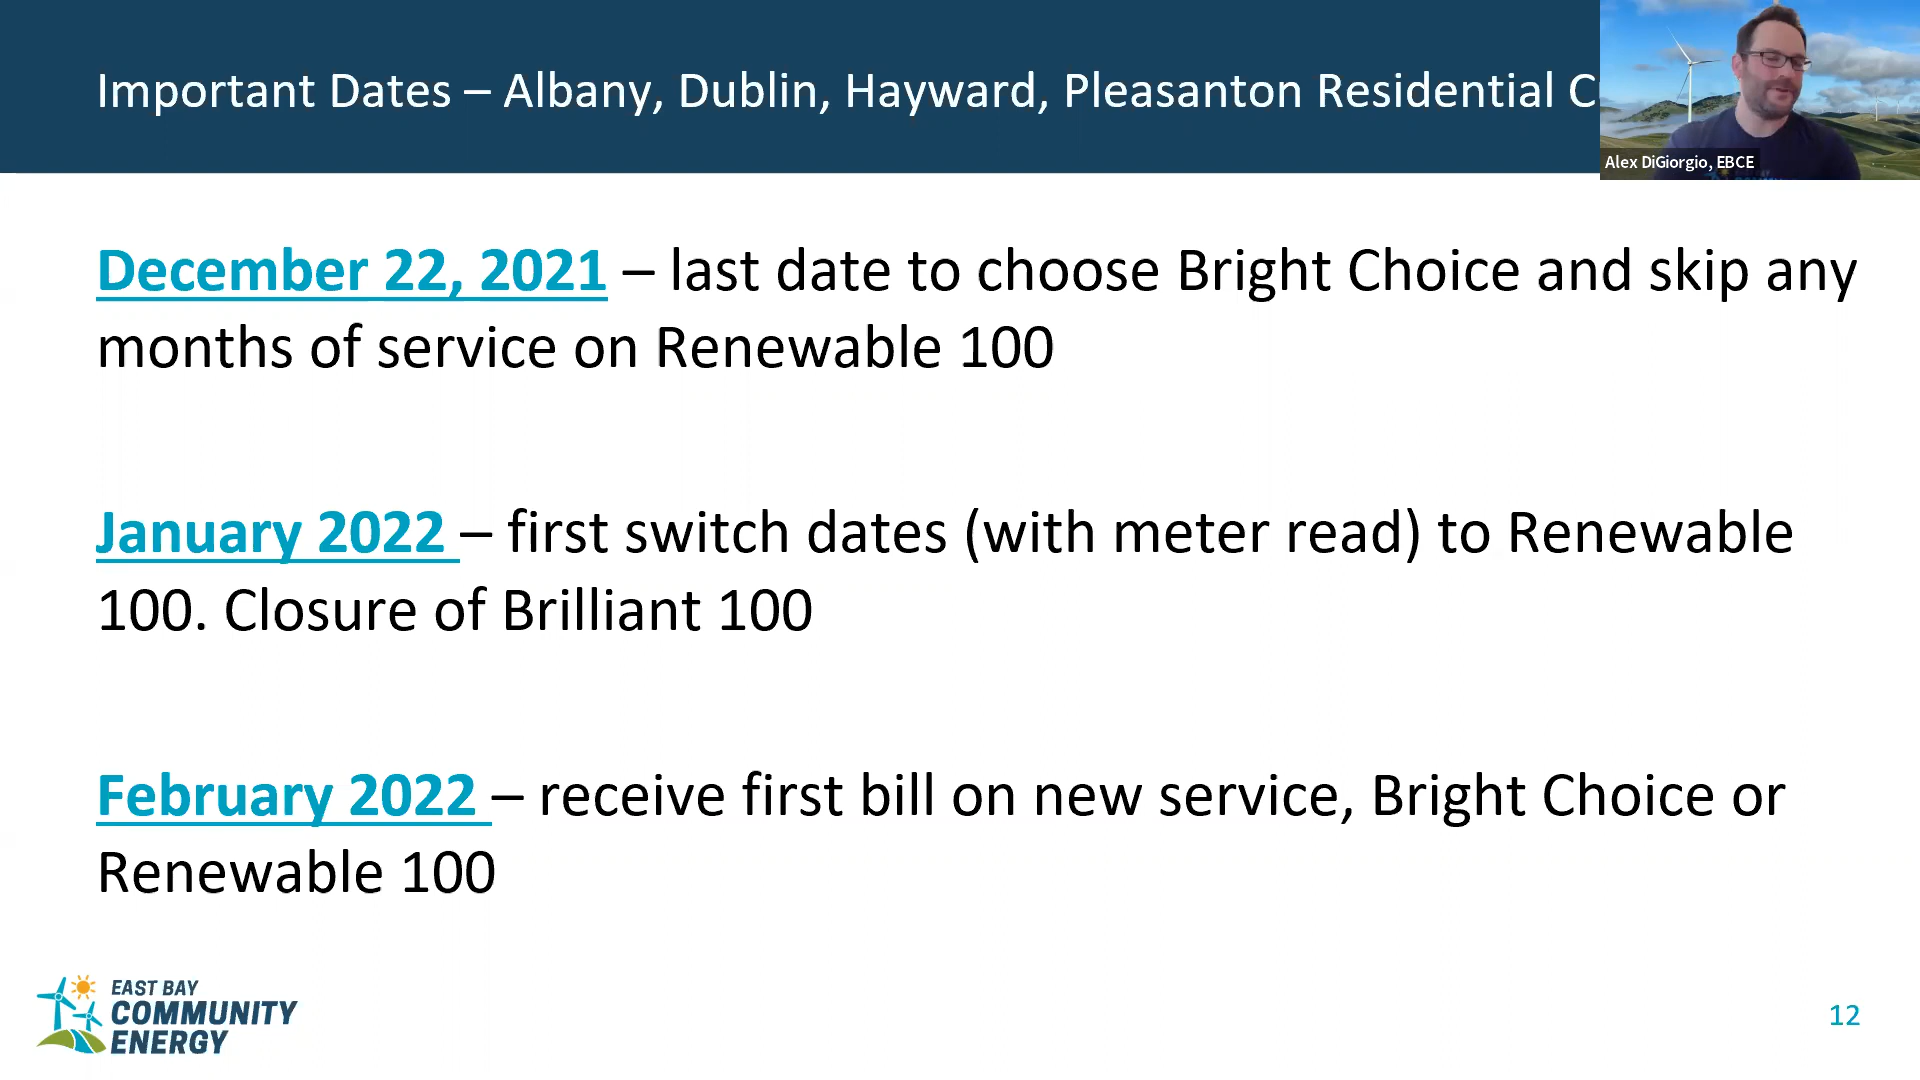 Important Dates – Albany, Dublin, Hayward, Pleasanton Residential
Alex DiGiorgio, EBCE
December 22, 2021 – last date to choose Bright Choice and skip any
months of service on Renewable 100
January 2022 – first switch dates (with meter read) to Renewable
100. Closure of Brilliant 100
February 2022 – receive first bill on new service, Bright Choice or
Renewable 100
EAST BAY
COMMUNITY
ENERGY
12